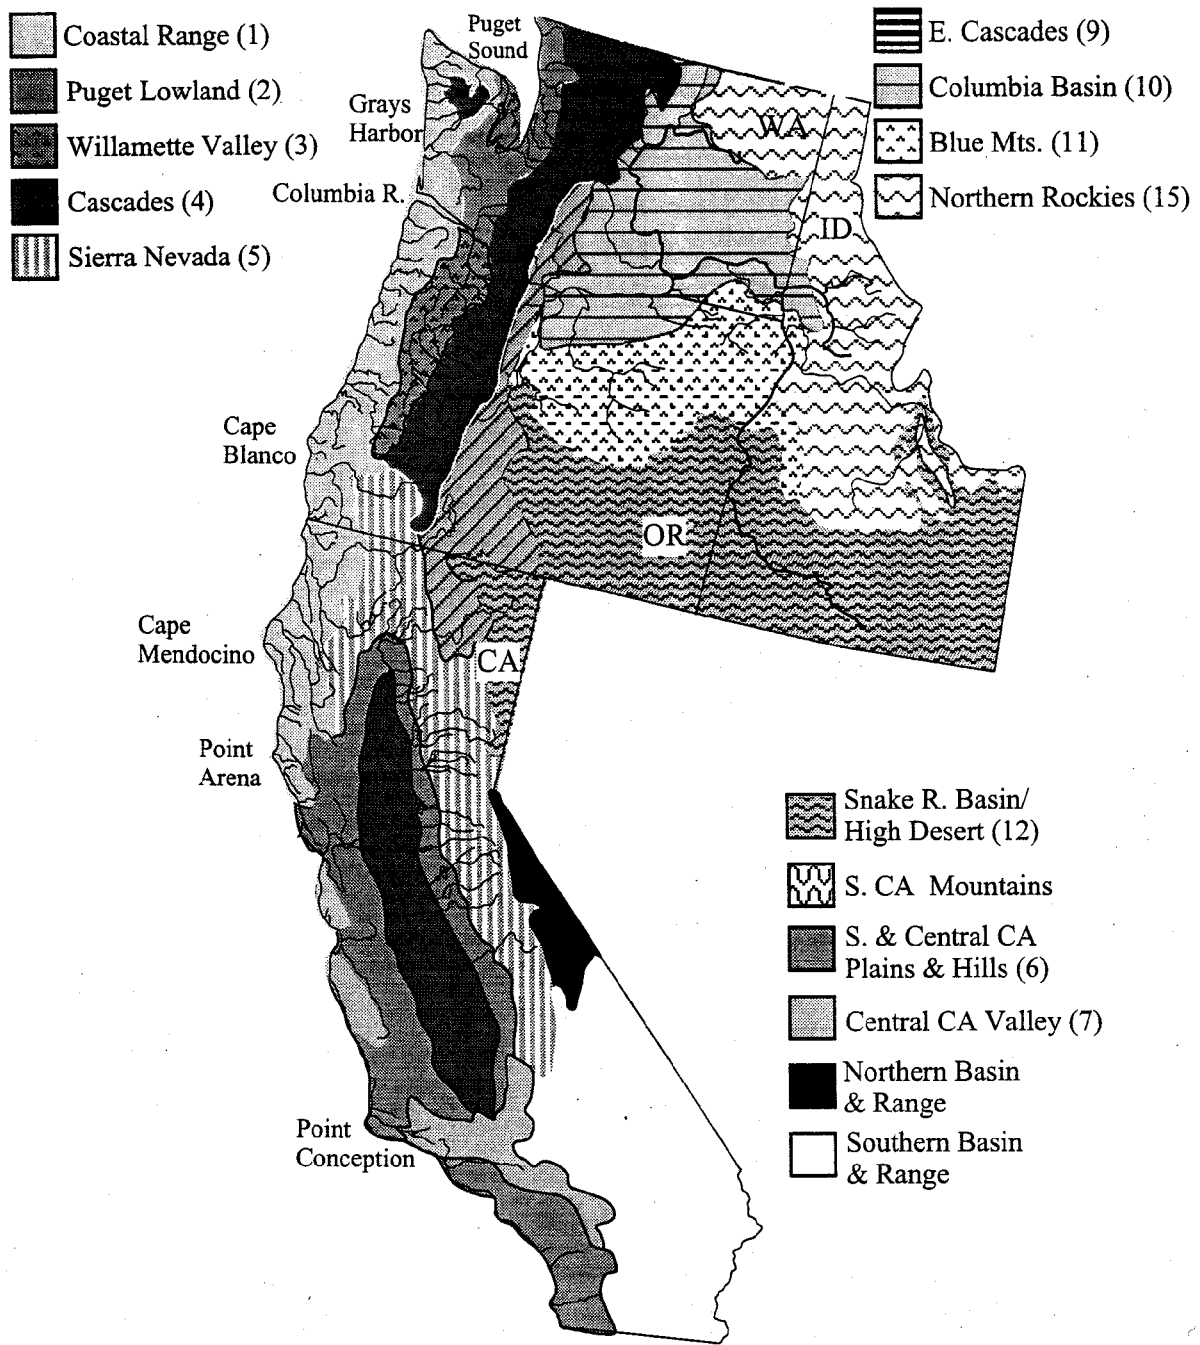 Coastal Range (1)
Puget Lowland (2)
Willamette Valley (3)
Cascades (4)
Sierra Nevada (5)
Puget
Sound
Grays
Harbor
Columbia R.
Cape
Blanco
Cape
Mendocino
Point
Arena
Point
Conception
WA
ID
OR
CA
E. Cascades (9)
Columbia Basin (10)
Blue Mts. (11)
Northern Rockies (15)
Snake R. Basin/
High Desert (12)
S. CA Mountains
S. & Central CA
Plains & Hills (6)
Central CA Valley (7)
Northern Basin
& Range
Southern Basin
& Range